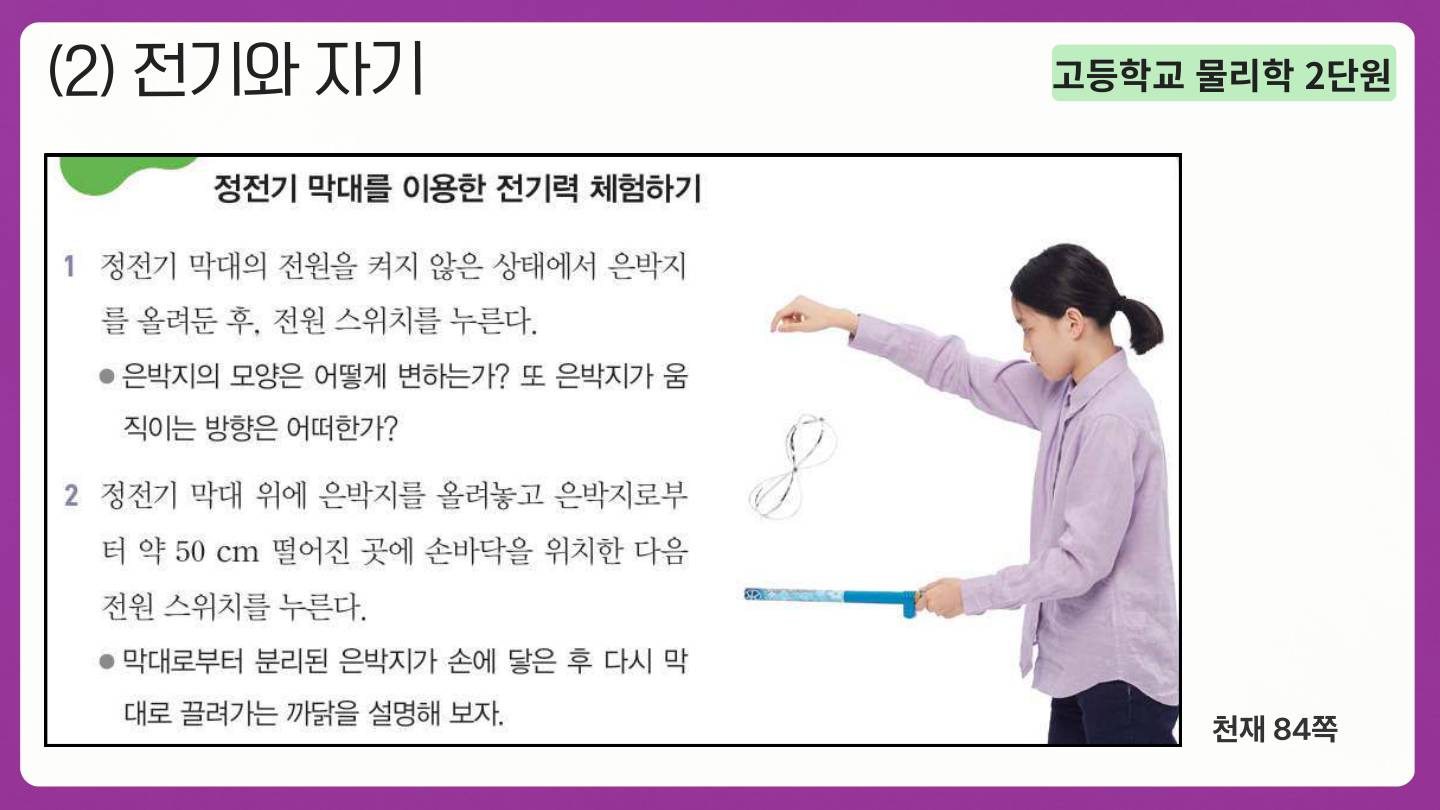 (2) 전기와 자기
고등학교 물리학 2단원
정전기 막대를 이용한 전기력 체험하기
1 정전기 막대의 전원을 켜지 않은 상태에서 은박지
를 올려둔 후, 전원 스위치를 누른다.
● 은박지의 모양은 어떻게 변하는가? 또 은박지가 움
직이는 방향은 어떠한가?
2 정전기 막대 위에 은박지를 올려놓고 은박지로부
터 약 50 cm 떨어진 곳에 손바닥을 위치한 다음
전원 스위치를 누른다.
● 막대로부터 분리된 은박지가 손에 닿은 후 다시 막
대로 끌려가는 까닭을 설명해 보자.
천재 84쪽